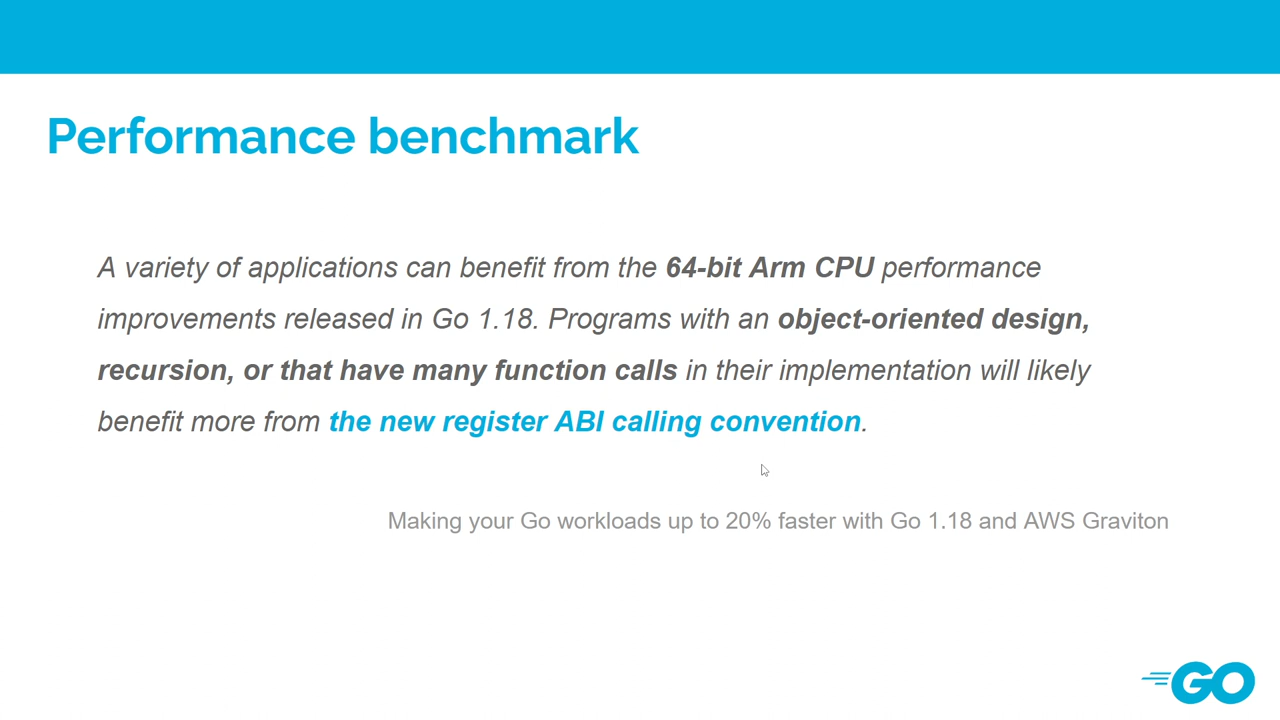 Performance benchmark
A variety of applications can benefit from the 64-bit Arm CPU performance
improvements released in Go 1.18. Programs with an object-oriented design,
recursion, or that have many function calls in their implementation will likely
benefit more from the new register ABI calling convention.
Making your Go workloads up to 20% faster with Go 1.18 and AWS Graviton
GO